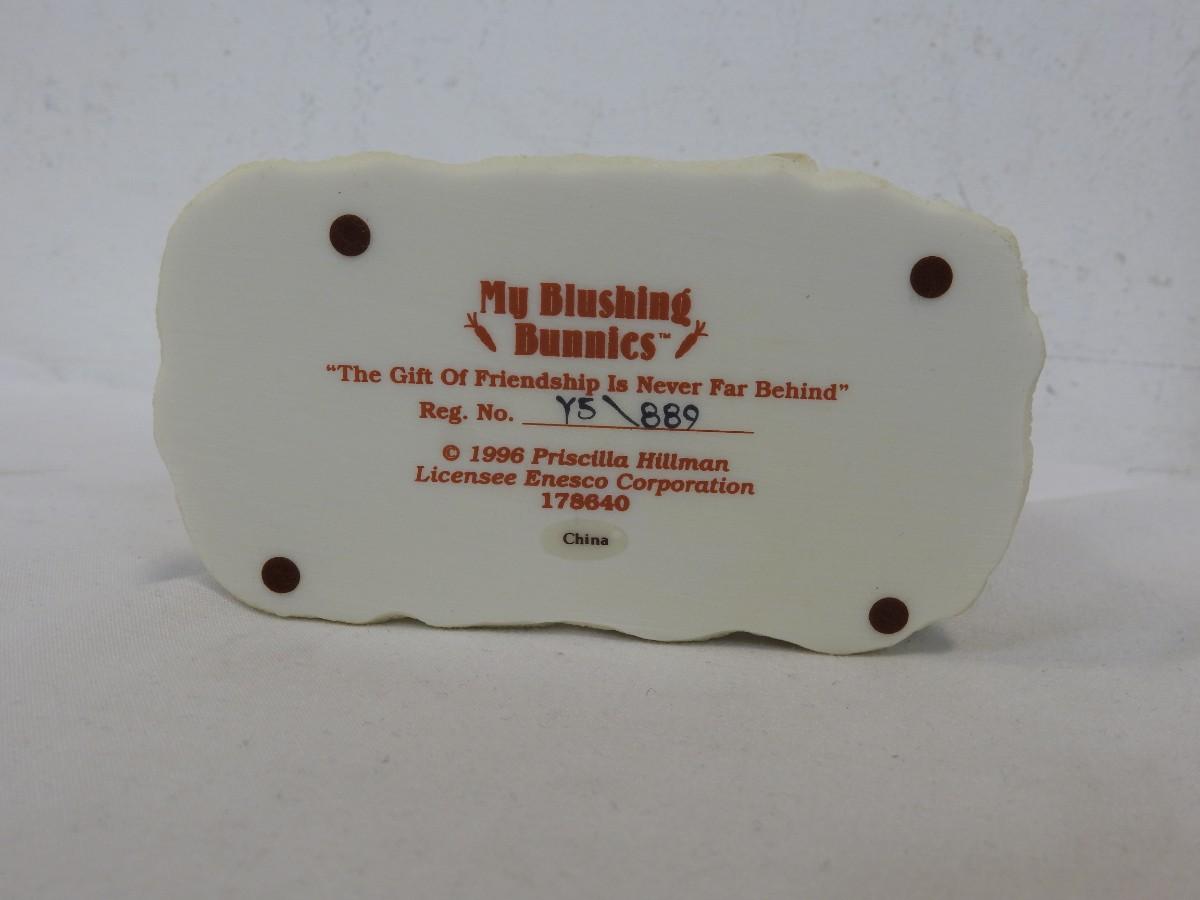 My Blushing
Bunnies™
“The Gift Of Friendship Is Never Far Behind”
Reg. No. Y5\889
© 1996 Priscilla Hillman
Licensee Enesco Corporation
178640
China